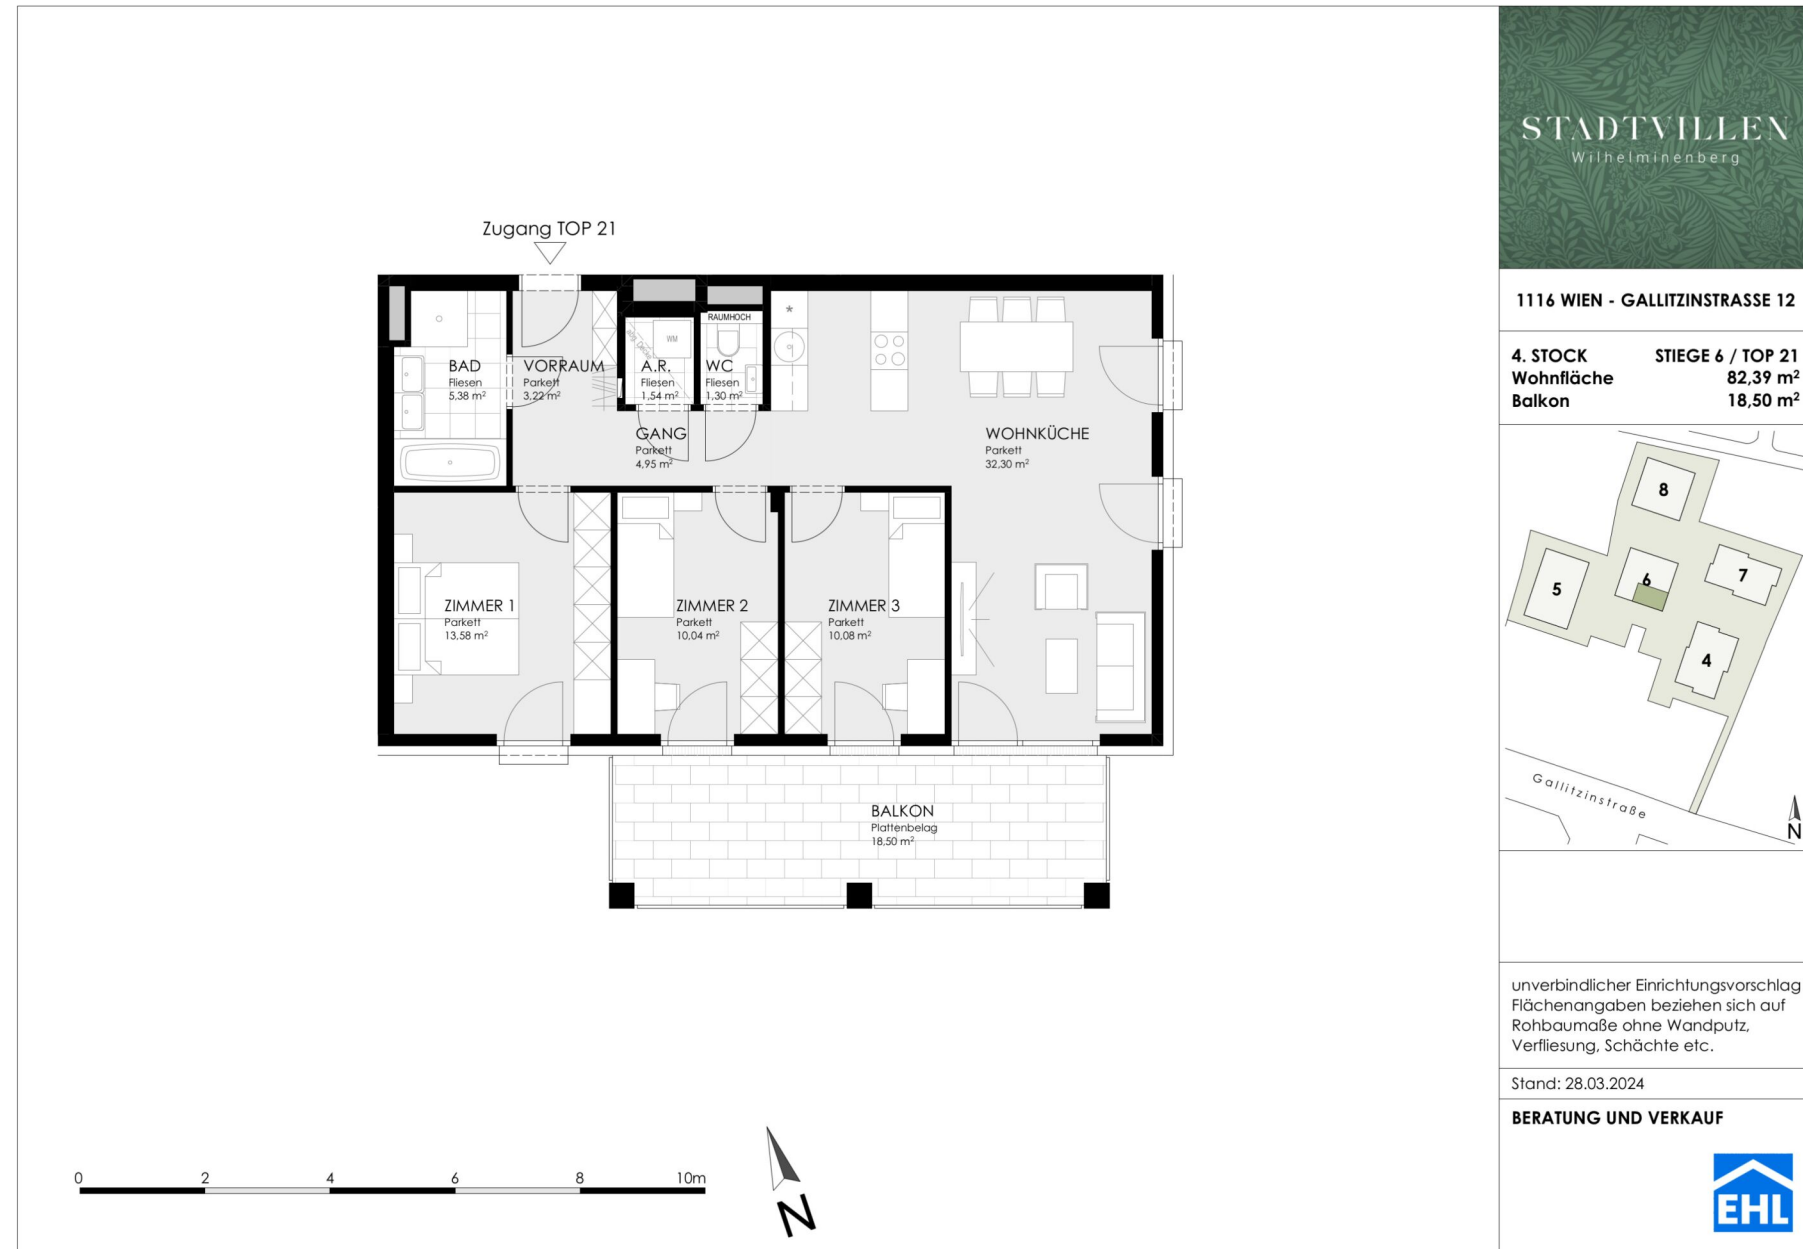 Zugang TOP 21
RAUMHOCH
*
WM
abg. Decke
BAD
Fliesen
5,38 m²
VORRAUM
Parkett
3,22 m²
A.R.
Fliesen
1,54 m²
WC
Fliesen
1,30 m²
GANG
Parkett
4,95 m²
WOHNKÜCHE
Parkett
32,30 m²
ZIMMER 1
Parkett
13,58 m²
ZIMMER 2
Parkett
10,04 m²
ZIMMER 3
Parkett
10,08 m²
BALKON
Plattenbelag
18,50 m²
0 2 4 6 8 10m
N
STADTVILLEN
Wilhelminenberg
1116 WIEN - GALLITZINSTRASSE 12
4. STOCK STIEGE 6 / TOP 21
Wohnfläche 82,39 m²
Balkon 18,50 m²
8
5
6
7
4
Gallitzinstraße
N
unverbindlicher Einrichtungsvorschlag
Flächenangaben beziehen sich auf
Rohbaumaße ohne Wandputz,
Verfliesung, Schächte etc.
Stand: 28.03.2024
BERATUNG UND VERKAUF
EHL